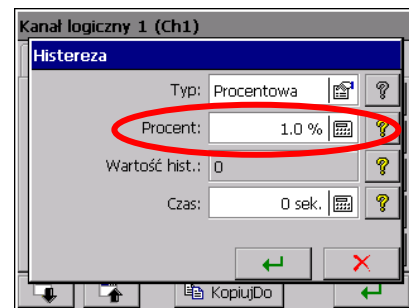 Kanał logiczny 1 (Ch1)
Histereza
Typ: Procentowa
Procent: 1.0 %
Wartość hist.: 0
Czas: 0 sek.
KopiujDo